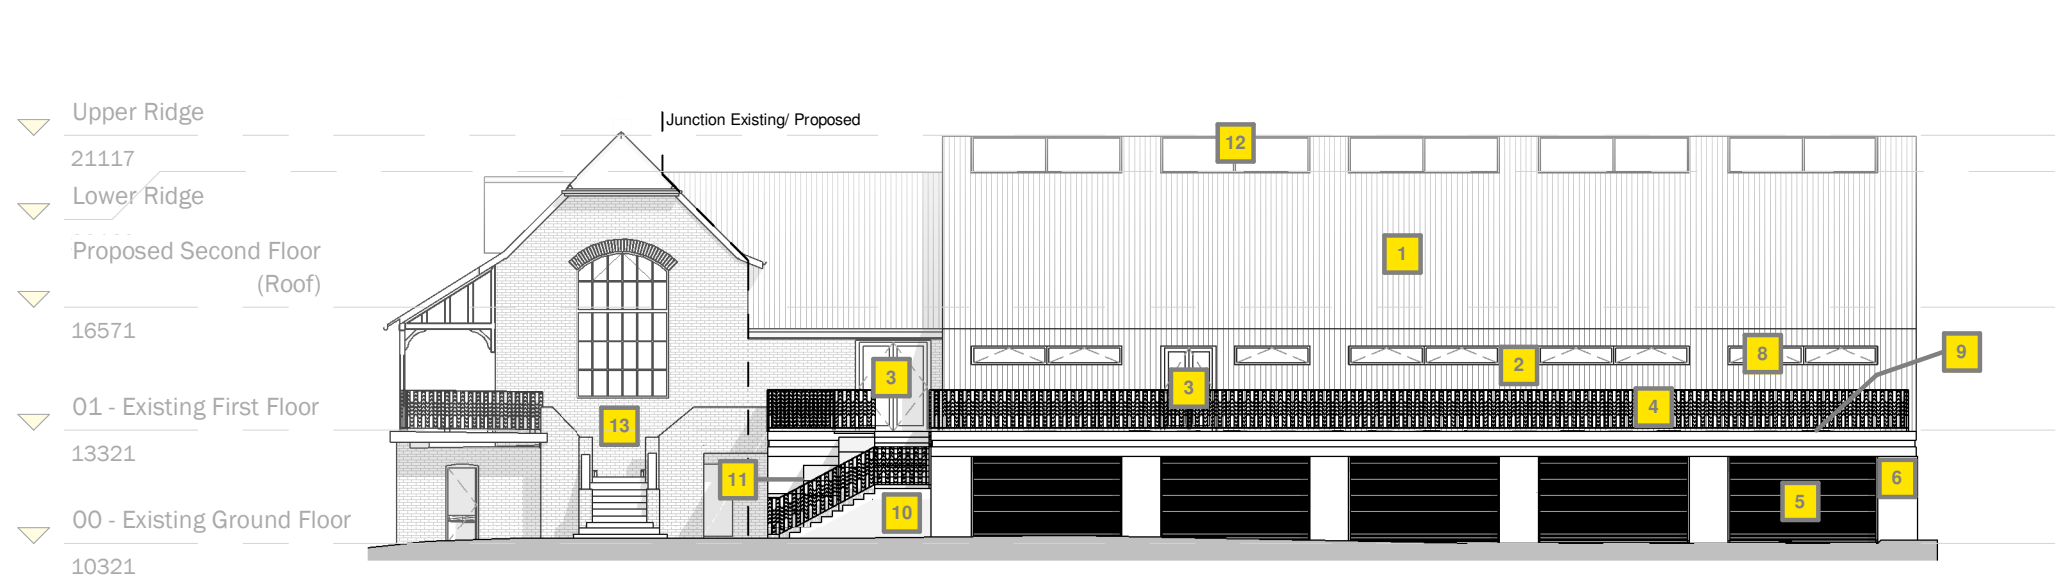 Upper Ridge
21117
Lower Ridge
Proposed Second Floor
(Roof)
16571
01 - Existing First Floor
13321
00 - Existing Ground Floor
10321
Junction Existing/ Proposed
12
1
2
8
9
3
3
4
13
11
10
5
6